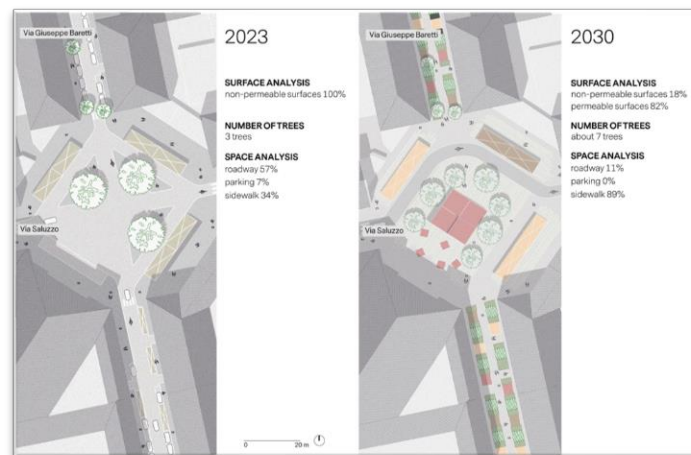 Via Giuseppe Baretti
Via Saluzzo
2023
SURFACE ANALYSIS
non-permeable surfaces 100%
NUMBER OF TREES
3 trees
SPACE ANALYSIS
roadway 57%
parking 7%
sidewalk 34%
0 20 m
Via Giuseppe Baretti
Via Saluzzo
2030
SURFACE ANALYSIS
non-permeable surfaces 18%
permeable surfaces 82%
NUMBER OF TREES
about 7 trees
SPACE ANALYSIS
roadway 11%
parking 0%
sidewalk 89%